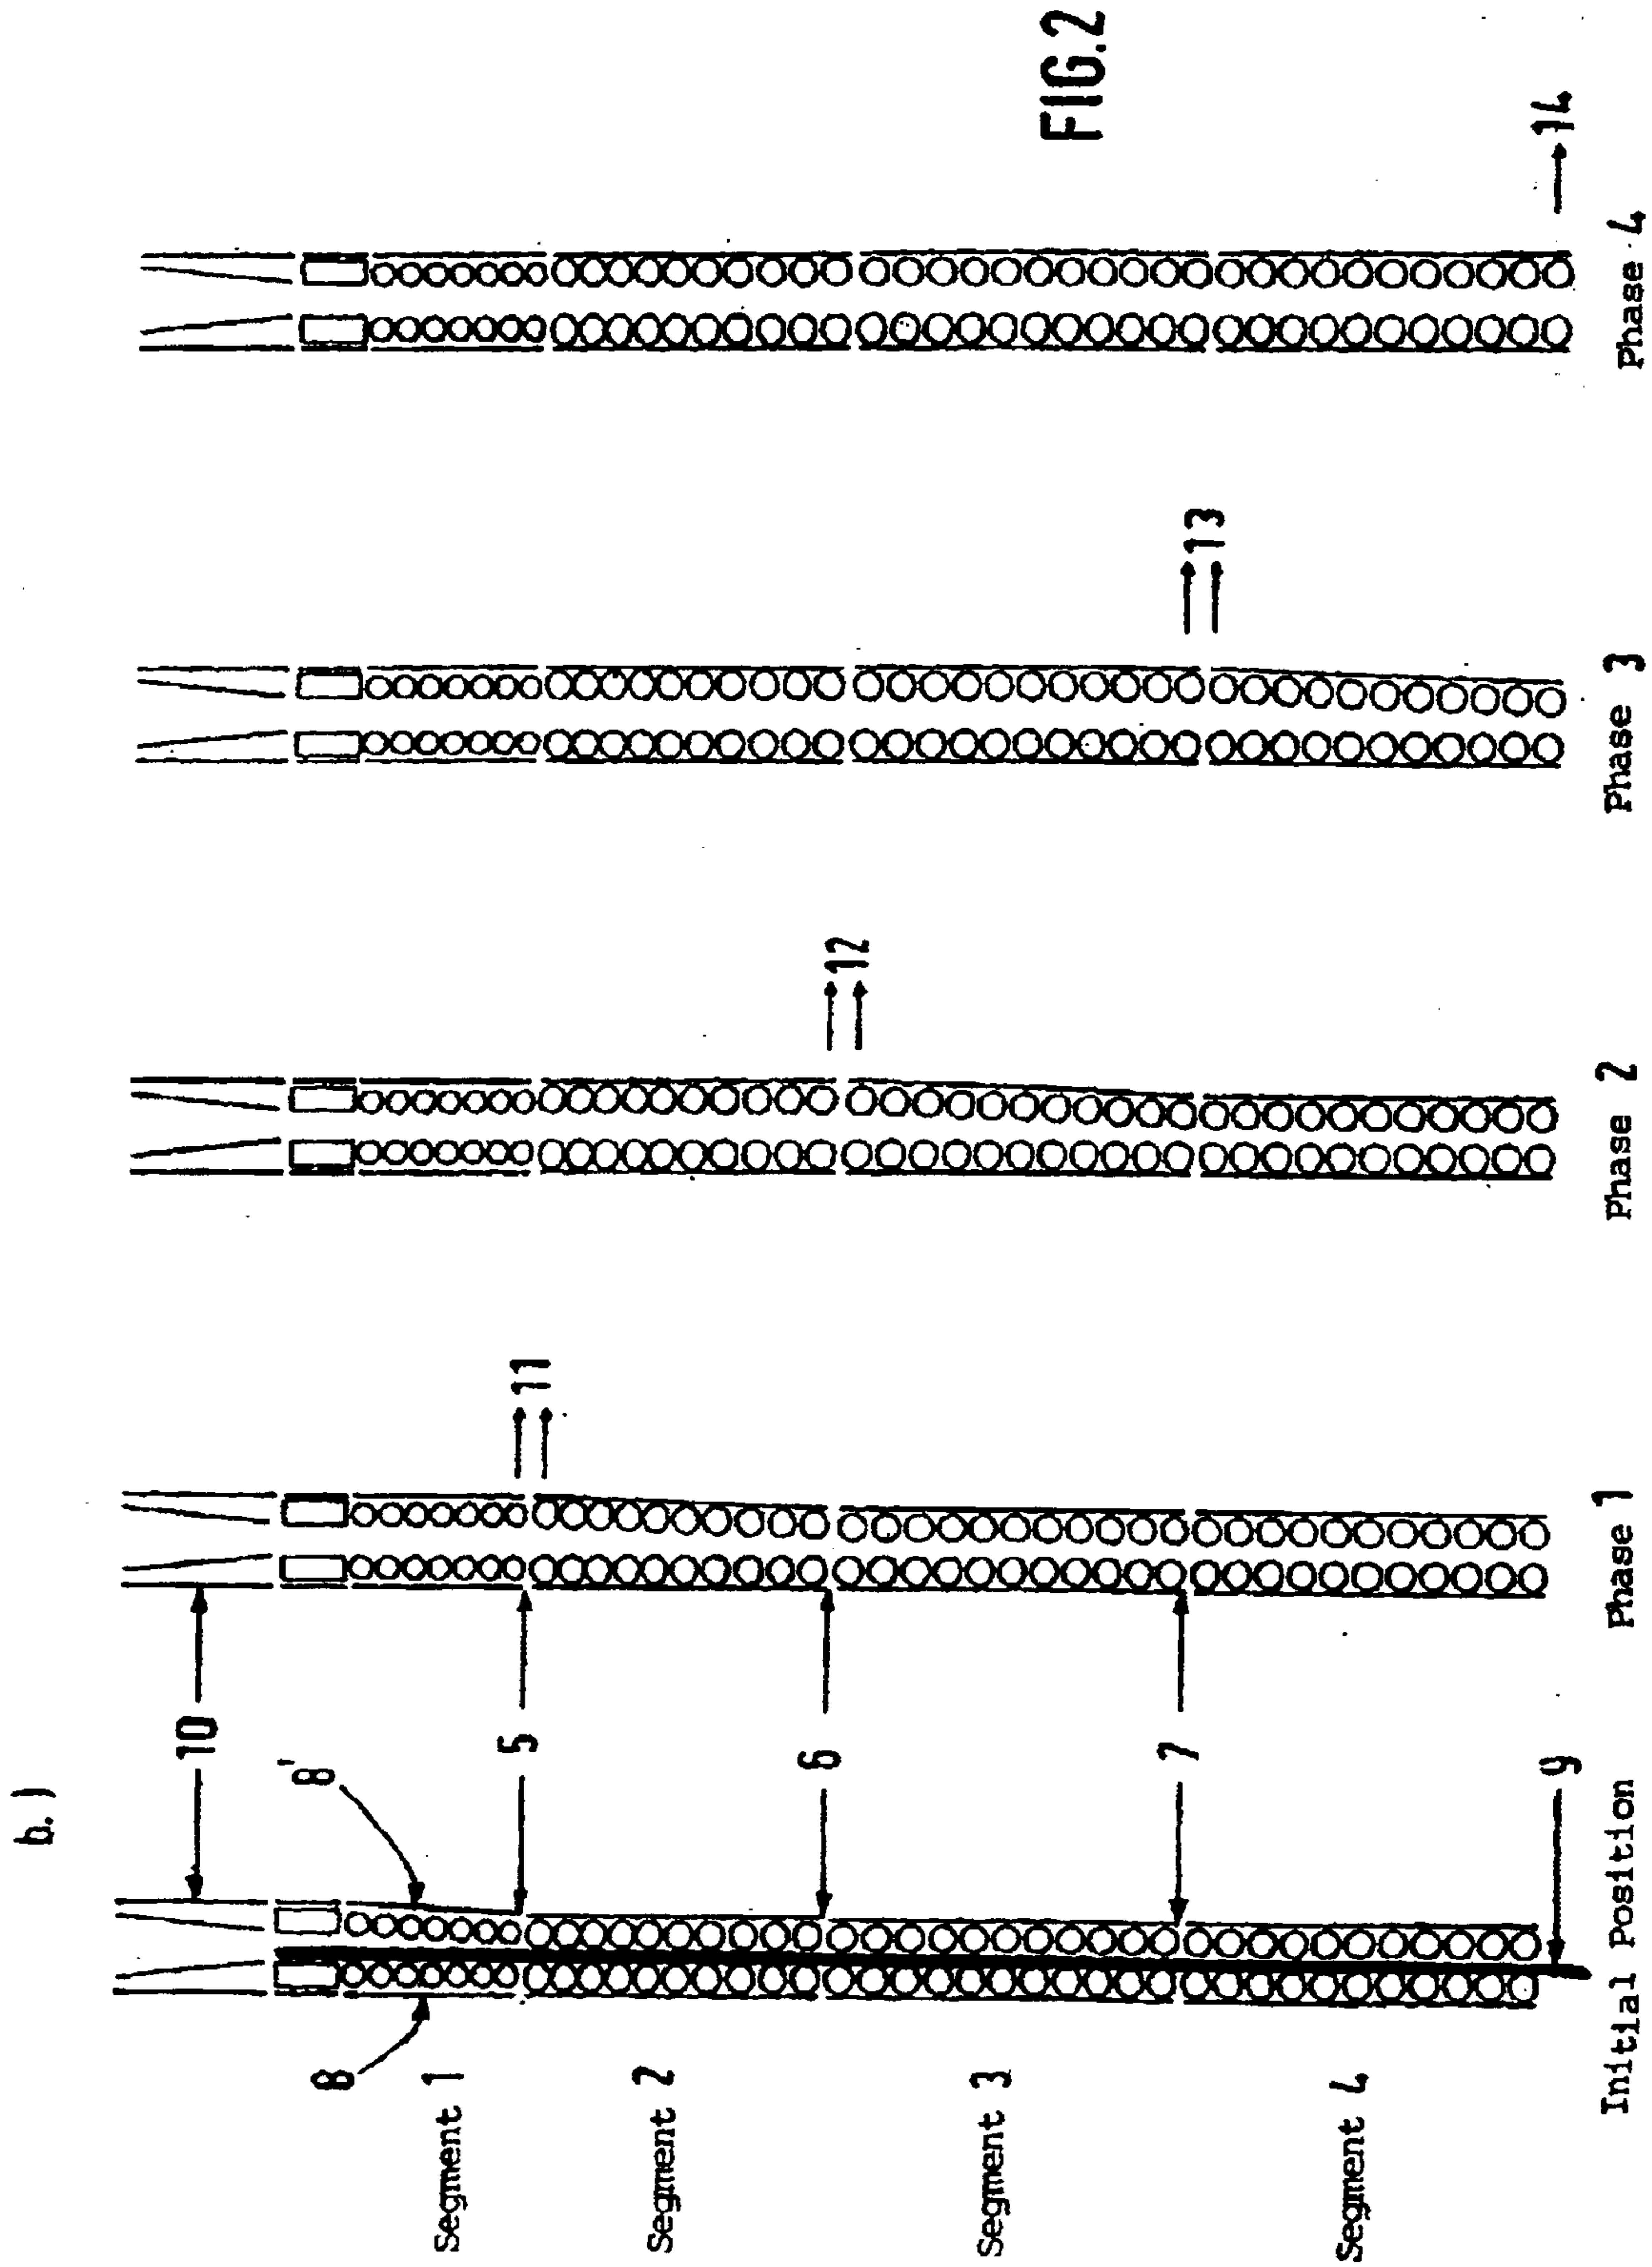 b.)
10
8'
8
5
6
7
9
11
12
13
14
Segment 1
Segment 2
Segment 3
Segment 4
Initial Position
Phase 1
Phase 2
Phase 3
Phase 4
FIG.2